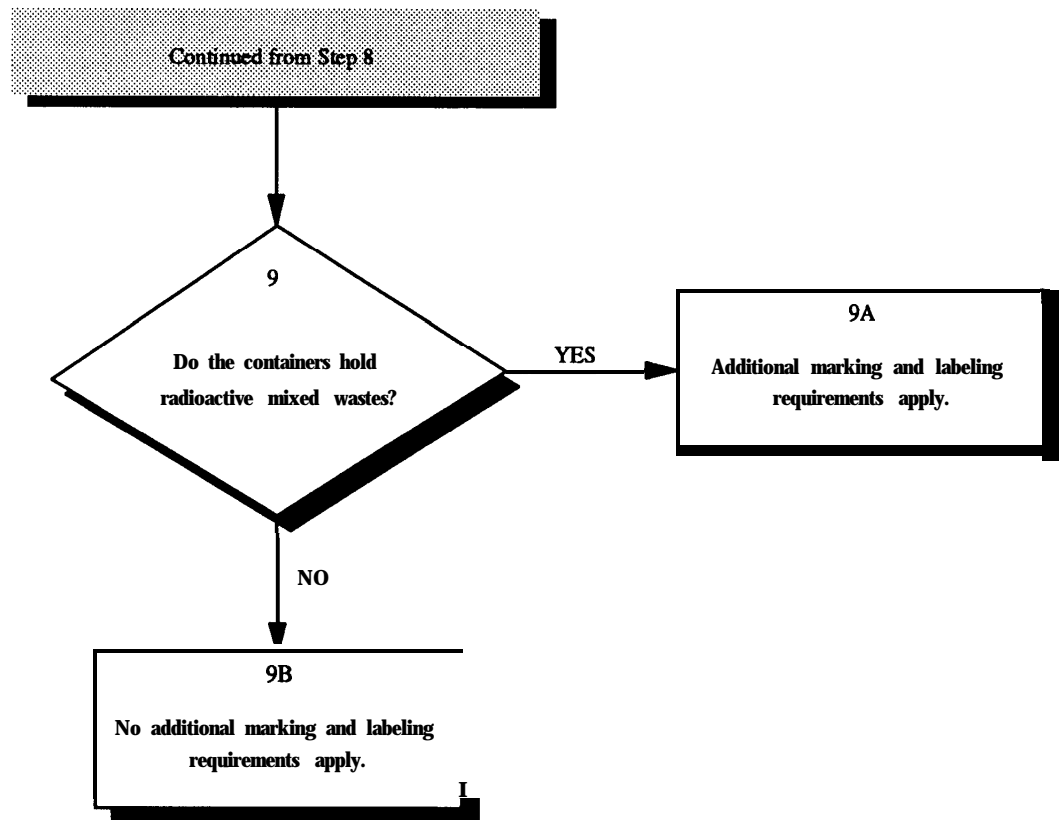 Continued from Step 8
9
Do the containers hold
radioactive mixed wastes?
YES
9A
Additional marking and labeling
requirements apply.
NO
9B
No additional marking and labeling
requirements apply.
I